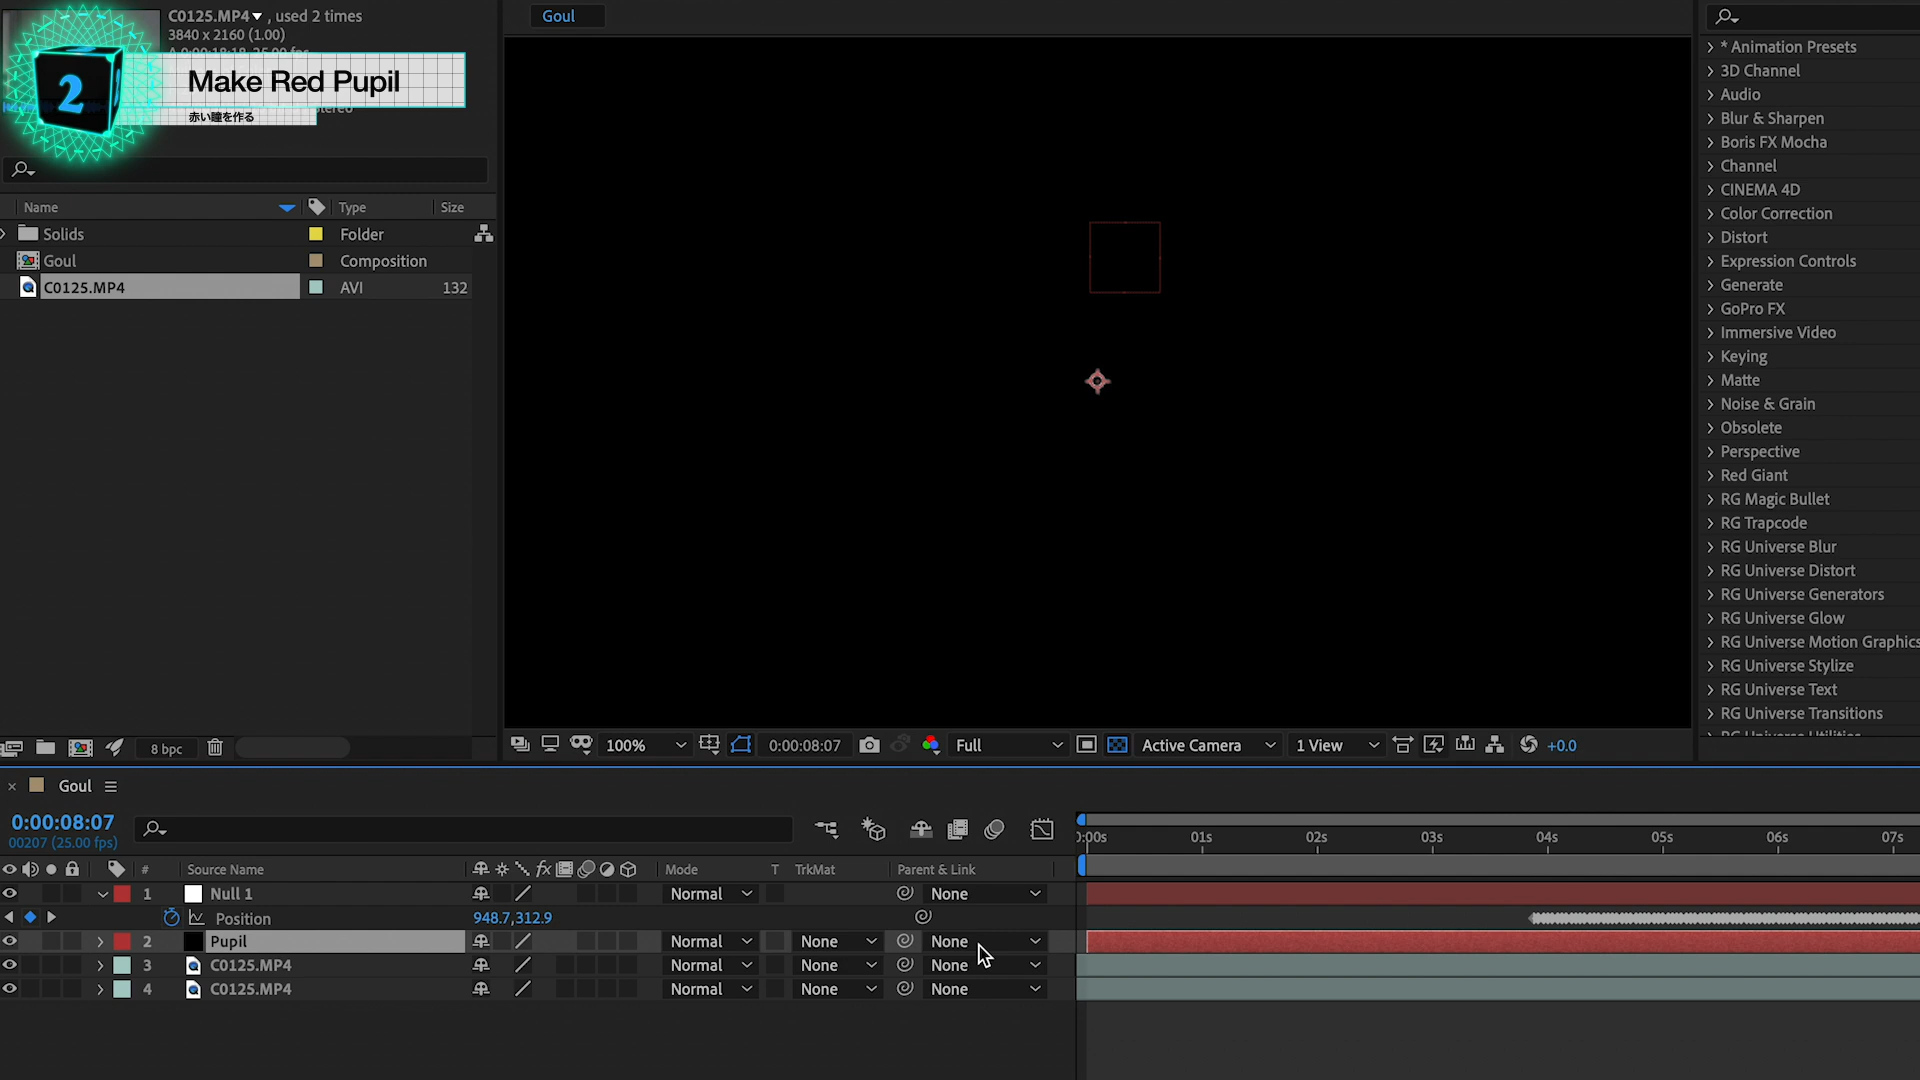 C0125.MP4 , used 2 times
3840 x 2160 (1.00)
2
Make Red Pupil
赤い瞳を作る
Name
Type
Size
Solids
Folder
Goul
Composition
C0125.MP4
AVI
132
8 bpc
Goul
100%
0:00:08:07
Full
Active Camera
1 View
+0.0
* Animation Presets
3D Channel
Audio
Blur & Sharpen
Boris FX Mocha
Channel
CINEMA 4D
Color Correction
Distort
Expression Controls
Generate
GoPro FX
Immersive Video
Keying
Matte
Noise & Grain
Obsolete
Perspective
Red Giant
RG Magic Bullet
RG Trapcode
RG Universe Blur
RG Universe Distort
RG Universe Generators
RG Universe Glow
RG Universe Motion Graphics
RG Universe Stylize
RG Universe Text
RG Universe Transitions
RG Universe Utilities
Goul
0:00:08:07
00207 (25.00 fps)
# Source Name fx Mode T TrkMat Parent & Link
0:00s 01s 02s 03s 04s 05s 06s 07s
1 Null 1 Normal None
Position 948.7,312.9
2 Pupil Normal None None
3 C0125.MP4 Normal None None
4 C0125.MP4 Normal None None